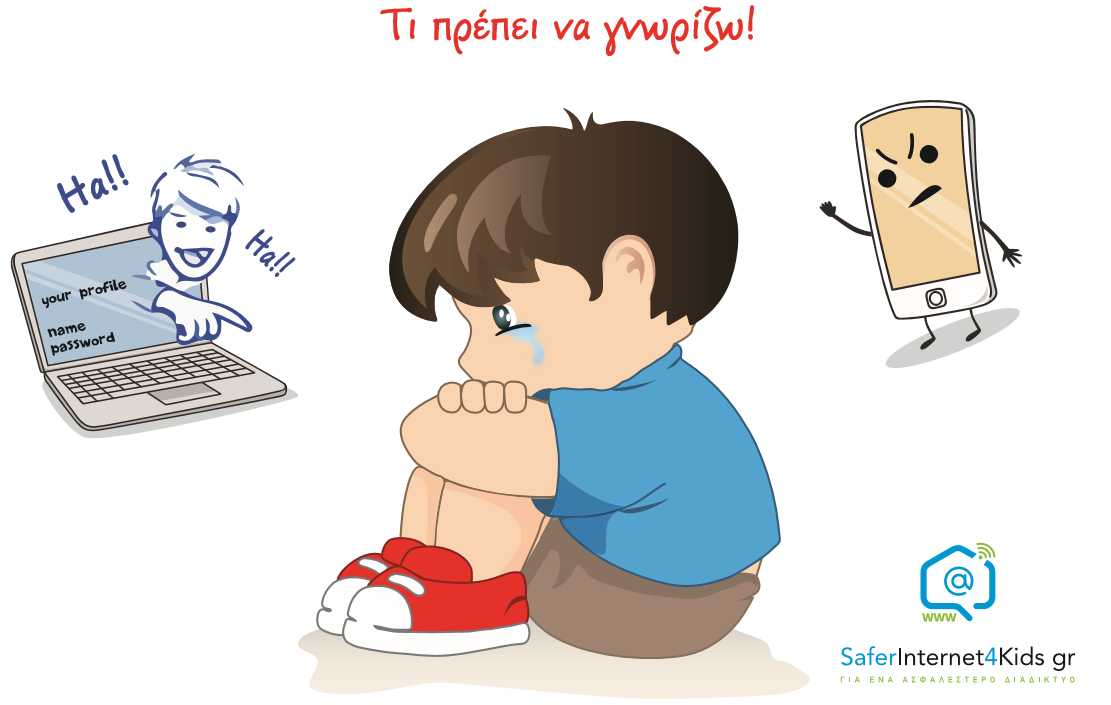 Τι πρέπει να γνωρίζω!
Ha!!
Ha!!
your profile
name
password
@
www
SaferInternet4Kids gr
ΓΙΑ ΕΝΑ ΑΣΦΑΛΕΣΤΕΡΟ ΔΙΑΔΙΚΤΥΟ